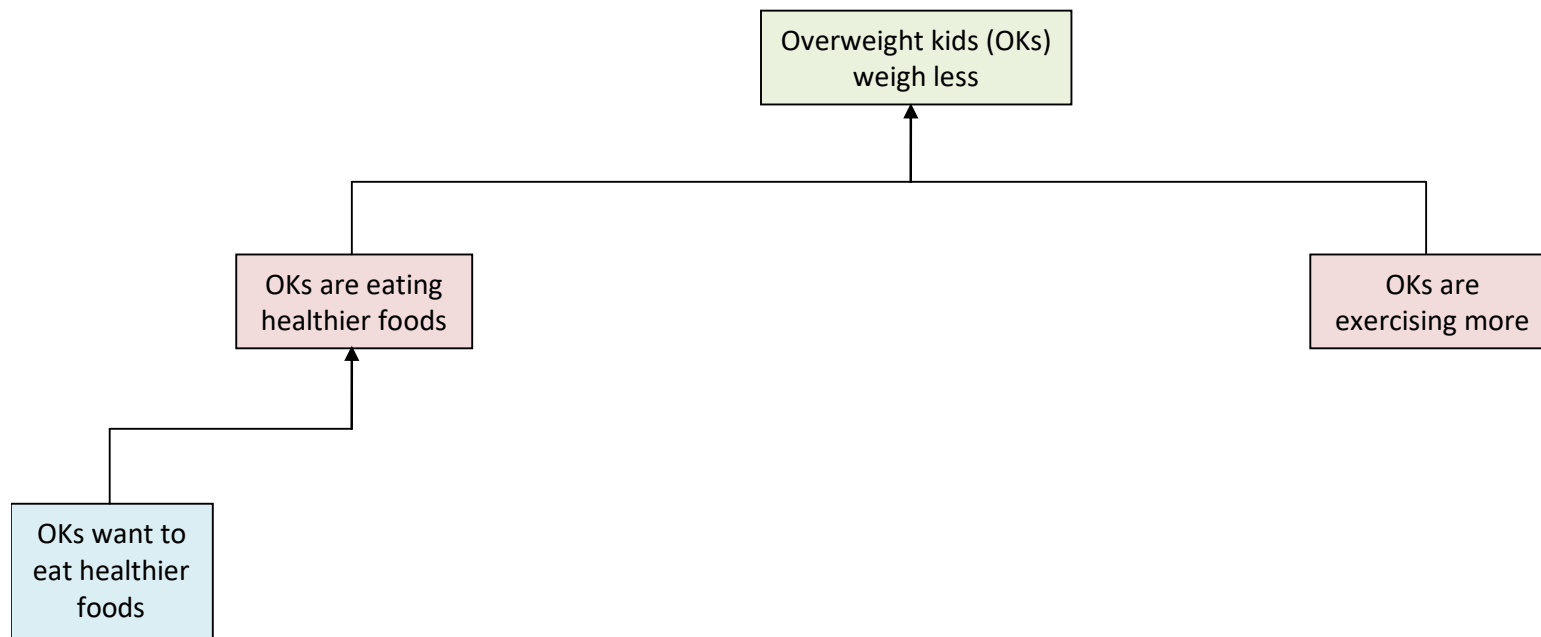 Overweight kids (OKs)
weigh less
OKs are eating
healthier foods
OKs are
exercising more
OKs want to
eat healthier
foods